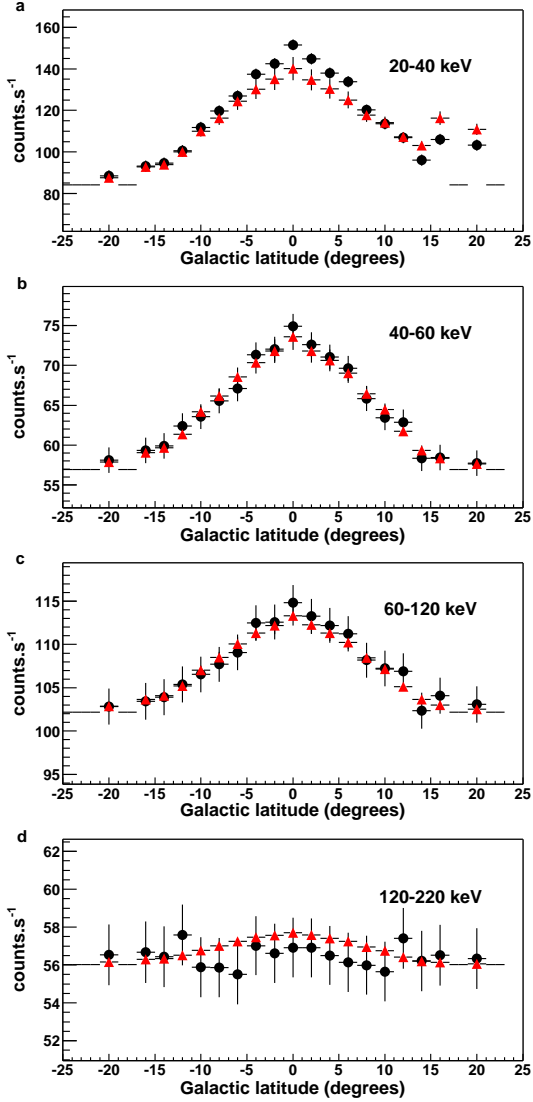 a
160
140
120
100
80
counts.s-1
20-40 keV
-25 -20 -15 -10 -5 0 5 10 15 20 25
Galactic latitude (degrees)
b
75
70
65
60
55
counts.s-1
40-60 keV
-25 -20 -15 -10 -5 0 5 10 15 20 25
Galactic latitude (degrees)
c
115
110
105
100
95
counts.s-1
60-120 keV
-25 -20 -15 -10 -5 0 5 10 15 20 25
Galactic latitude (degrees)
d
62
60
58
56
54
52
counts.s-1
120-220 keV
-25 -20 -15 -10 -5 0 5 10 15 20 25
Galactic latitude (degrees)